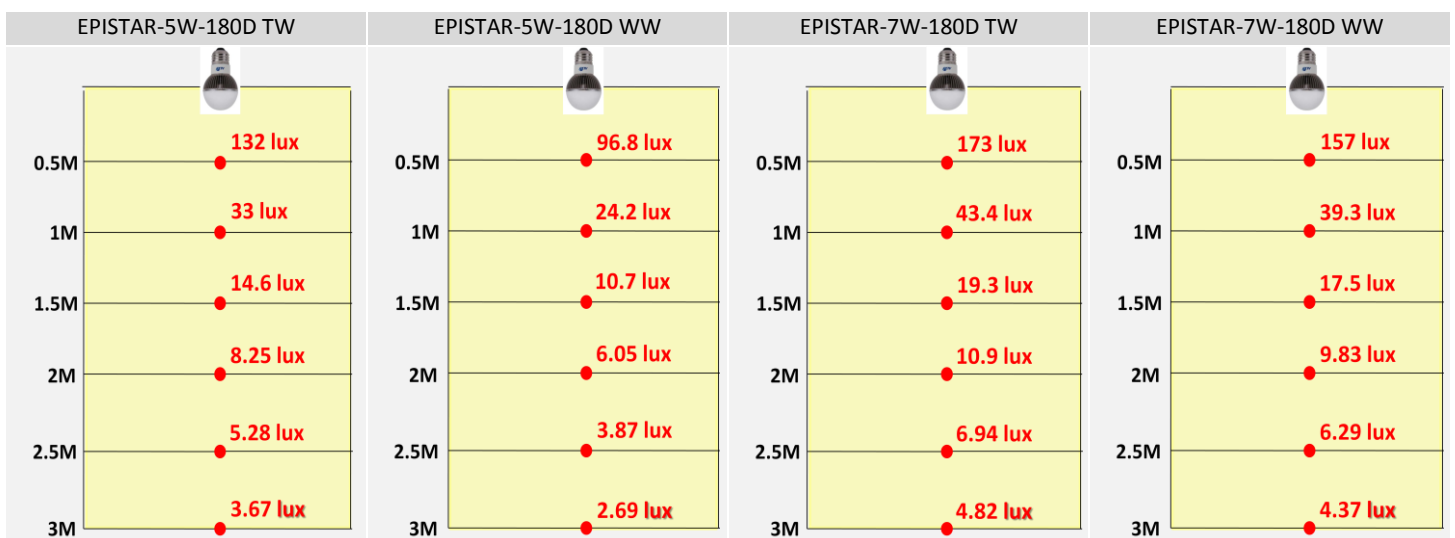 EPISTAR-5W-180D TW
EPISTAR-5W-180D WW
EPISTAR-7W-180D TW
EPISTAR-7W-180D WW
132 lux
0.5M
33 lux
1M
14.6 lux
1.5M
8.25 lux
2M
5.28 lux
2.5M
3.67 lux
3M
96.8 lux
0.5M
24.2 lux
1M
10.7 lux
1.5M
6.05 lux
2M
3.87 lux
2.5M
2.69 lux
3M
173 lux
0.5M
43.4 lux
1M
19.3 lux
1.5M
10.9 lux
2M
6.94 lux
2.5M
4.82 lux
3M
157 lux
0.5M
39.3 lux
1M
17.5 lux
1.5M
9.83 lux
2M
6.29 lux
2.5M
4.37 lux
3M